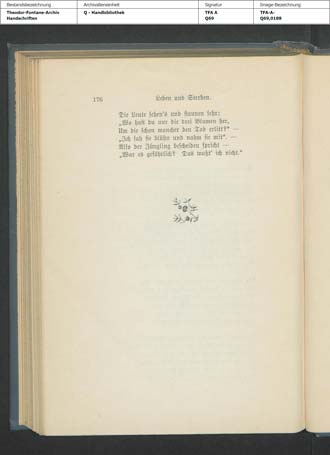 Bestandsbezeichnung Archivalieneinheit Signatur Image-Bezeichnung
Theodor-Fontane-Archiv Q - Handbibliothek TFA A TFA-A-
Handschriften Q69 Q69,0188
176 Leben und Sterben.
Die Leute sehen's und staunen sehr:
„Wo hast du nur die drei Blumen her,
Um die schon mancher den Tod erlitt?“ —
„Ich sah sie blühn und nahm sie mit“. —
Als der Jüngling bescheiden spricht —
„War es gefährlich? Das wußt' ich nicht.“